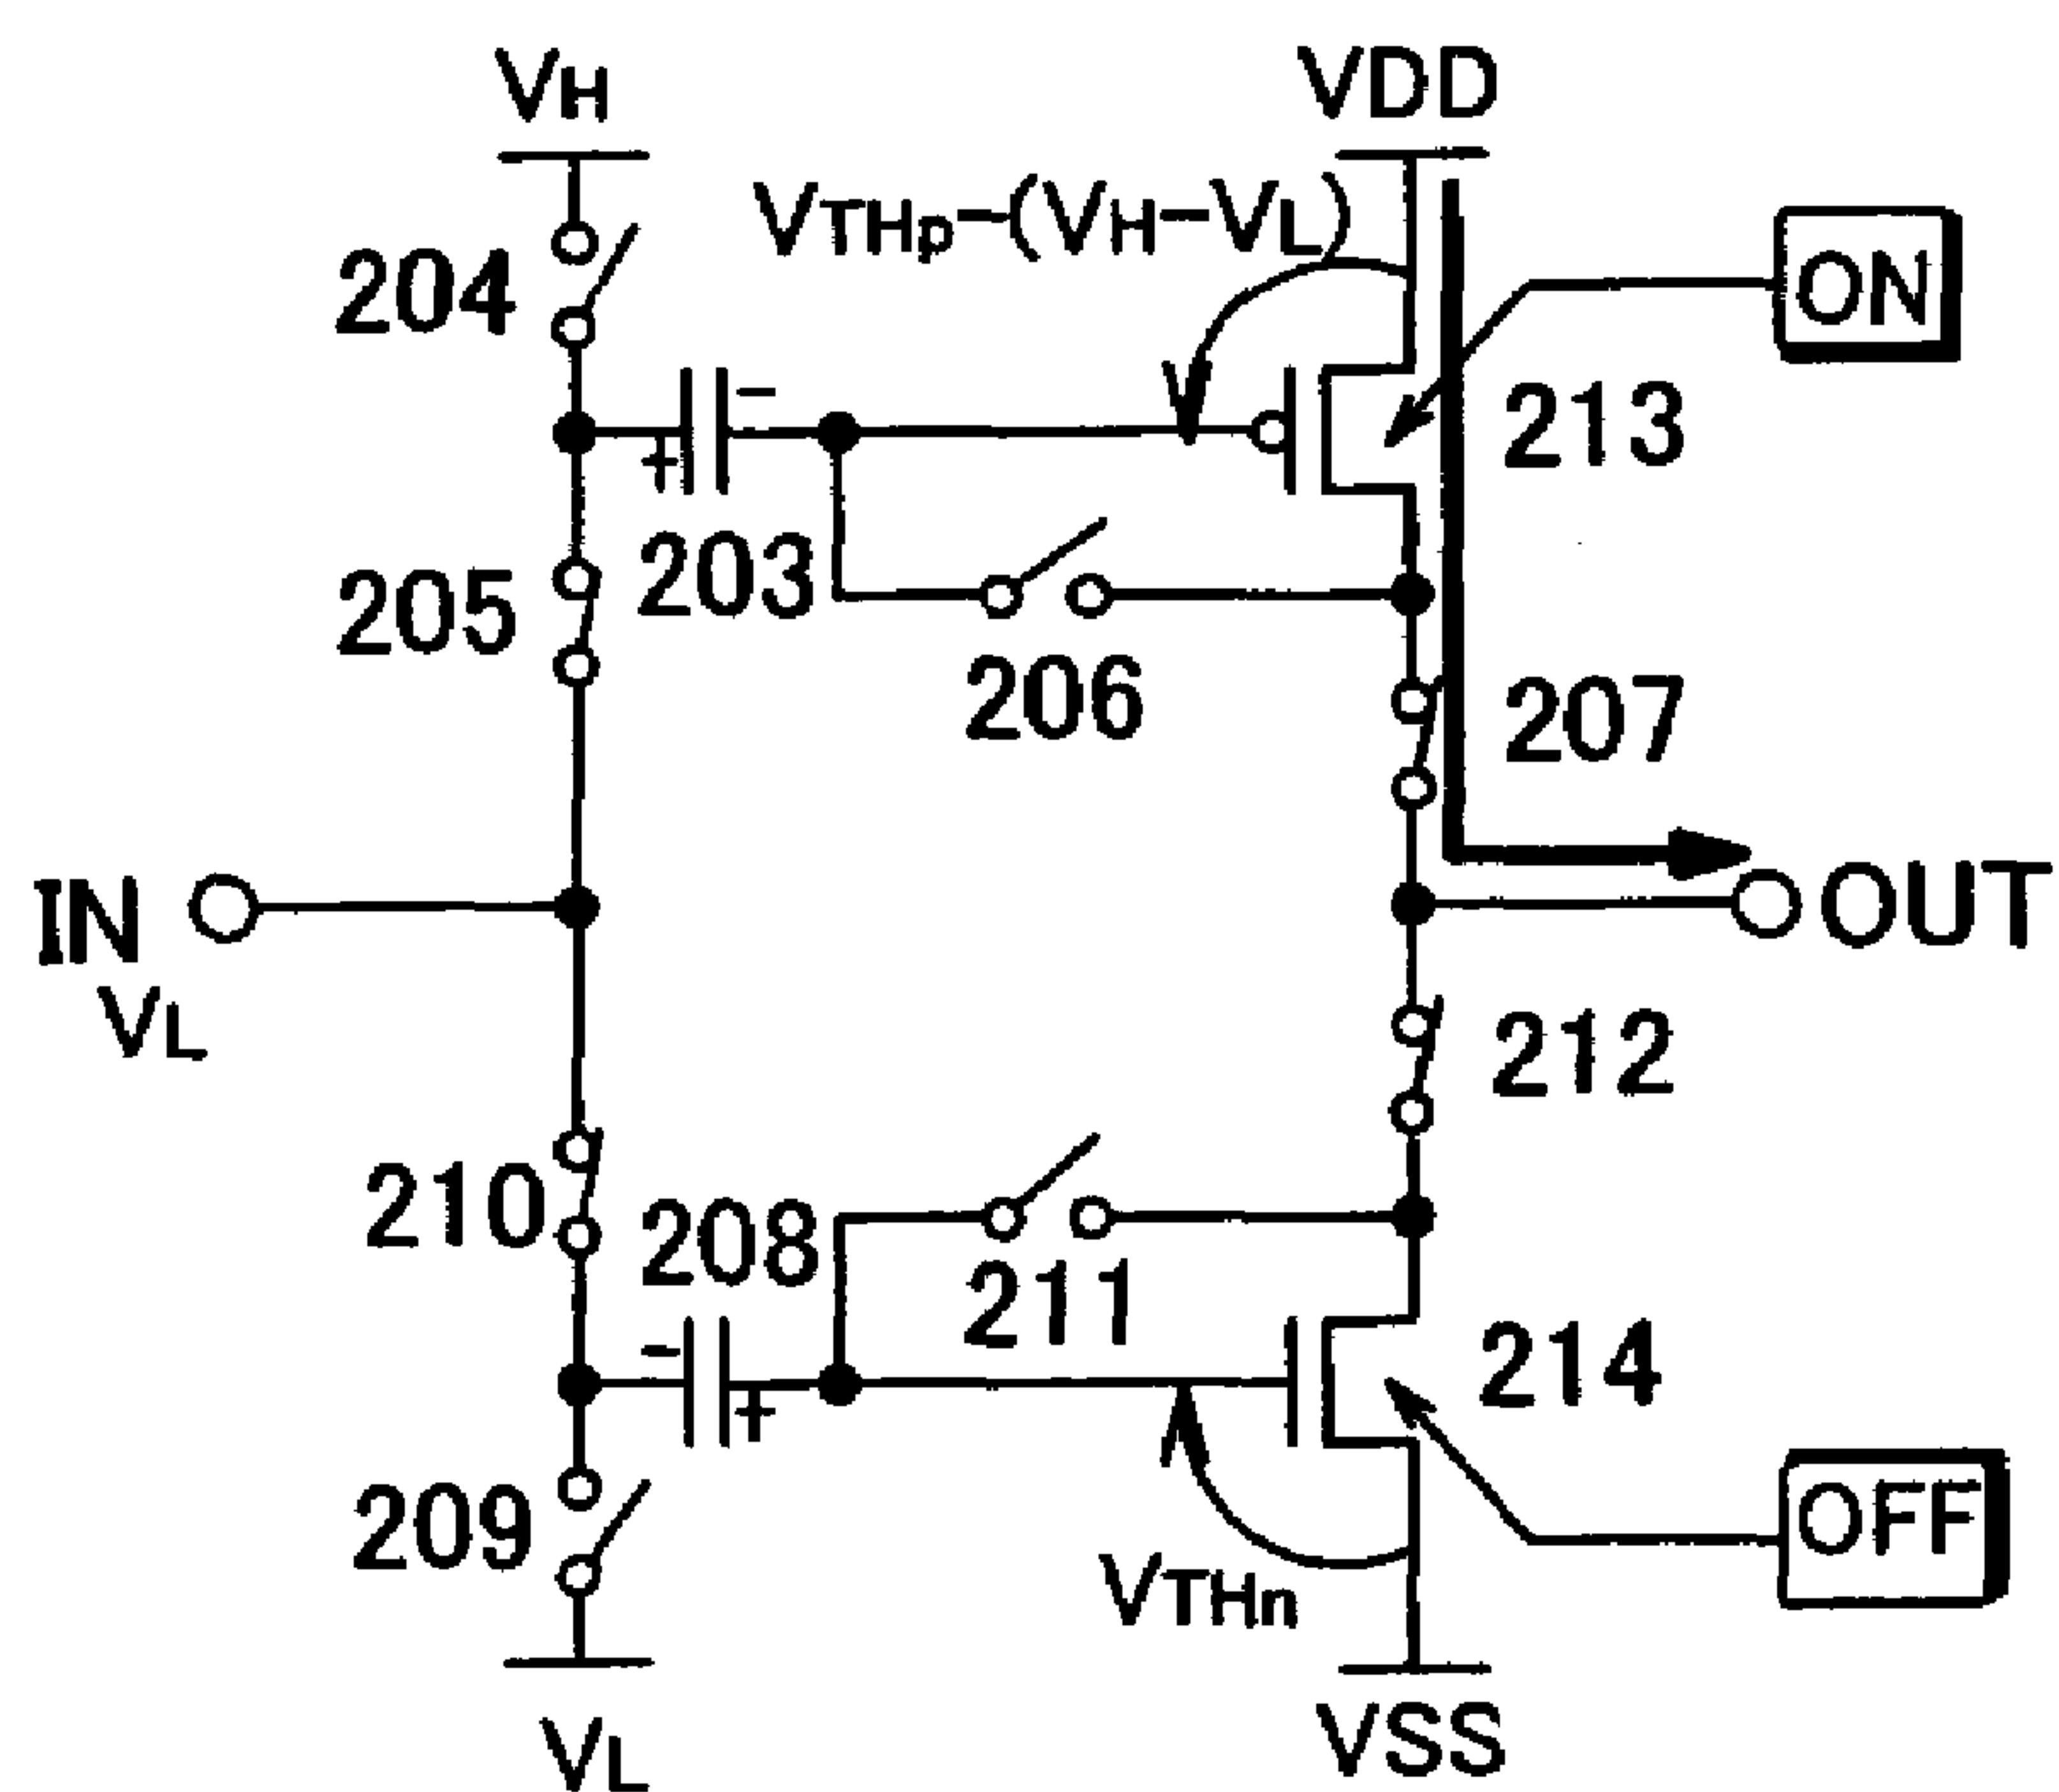 VH
VDD
VTHp-(VH-VL)
ON
204
213
+
-
203
205
206
207
IN
OUT
VL
212
210
208
211
-
+
214
209
OFF
VTHn
VL
VSS